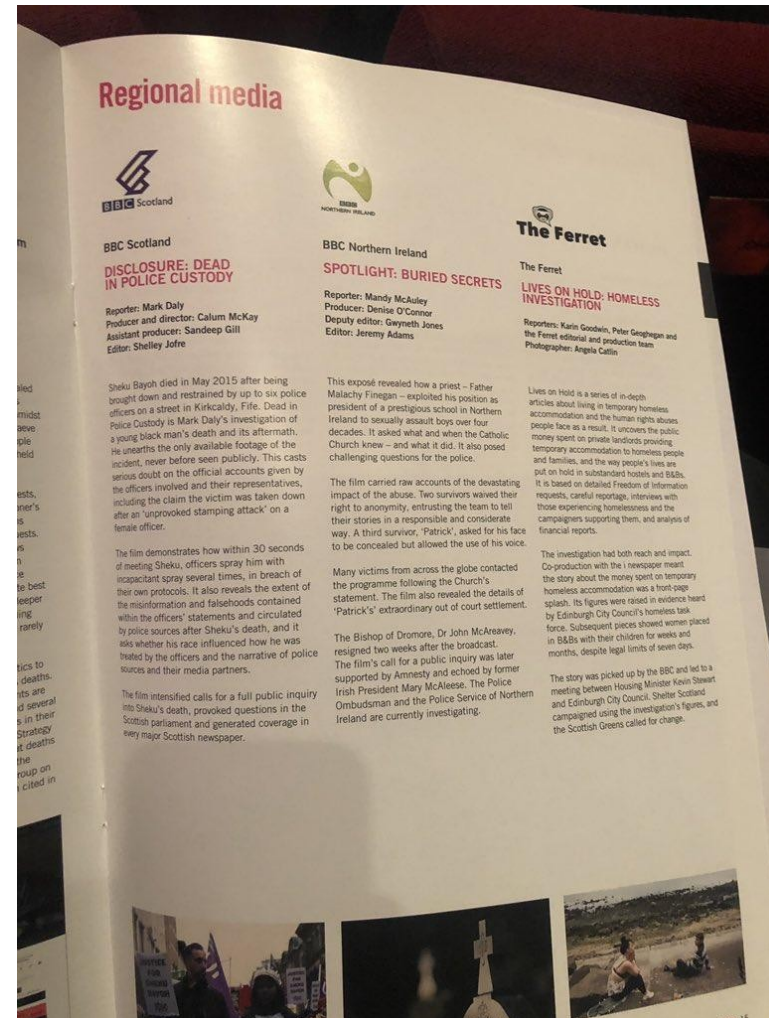 Regional media
BBC Scotland
BBC Scotland
DISCLOSURE: DEAD
IN POLICE CUSTODY
Reporter: Mark Daly
Producer and director: Calum McKay
Assistant producer: Sandeep Gill
Editor: Shelley Jofre
Sheku Bayoh died in May 2015 after being
brought down and restrained by up to six police
officers on a street in Kirkcaldy, Fife. Dead in
Police Custody is Mark Daly's investigation of
a young black man's death and its aftermath.
He unearths the only available footage of the
incident, never before seen publicly. This casts
serious doubt on the official accounts given by
the officers involved and their representatives,
including the claim the victim was taken down
after an 'unprovoked stamping attack' on a
female officer.
The film demonstrates how within 30 seconds
of meeting Sheku, officers spray him with
incapacitant spray several times, in breach of
their own protocols. It also reveals the extent of
the misinformation and falsehoods contained
within the officers' statements and circulated
by police sources after Sheku's death, and it
asks whether his race influenced how he was
treated by the officers and the narrative of police
sources and their media partners.
The film intensified calls for a full public inquiry
into Sheku's death, provoked questions in the
Scottish parliament and generated coverage in
every major Scottish newspaper.
BBC
NORTHERN IRELAND
BBC Northern Ireland
SPOTLIGHT: BURIED SECRETS
Reporter: Mandy McAuley
Producer: Denise O'Connor
Deputy editor: Gwyneth Jones
Editor: Jeremy Adams
This exposé revealed how a priest – Father
Malachy Finegan – exploited his position as
president of a prestigious school in Northern
Ireland to sexually assault boys over four
decades. It asked what and when the Catholic
Church knew – and what it did. It also posed
challenging questions for the police.
The film carried raw accounts of the devastating
impact of the abuse. Two survivors waived their
right to anonymity, entrusting the team to tell
their stories in a responsible and considerate
way. A third survivor, 'Patrick', asked for his face
to be concealed but allowed the use of his voice.
Many victims from across the globe contacted
the programme following the Church's
statement. The film also revealed the details of
'Patrick's' extraordinary out of court settlement.
The Bishop of Dromore, Dr John McAreavey,
resigned two weeks after the broadcast.
The film's call for a public inquiry was later
supported by Amnesty and echoed by former
Irish President Mary McAleese. The Police
Ombudsman and the Police Service of Northern
Ireland are currently investigating.
The Ferret
The Ferret
LIVES ON HOLD: HOMELESS
INVESTIGATION
Reporters: Karin Goodwin, Peter Geoghegan and
the Ferret editorial and production team
Photographer: Angela Catlin
Lives on Hold is a series of in-depth
articles about living in temporary homeless
accommodation and the human rights abuses
people face as a result. It uncovers the public
money spent on private landlords providing
temporary accommodation to homeless people
and families, and the way people's lives are
put on hold in substandard hostels and B&Bs.
It is based on detailed Freedom of Information
requests, careful reportage, interviews with
those experiencing homelessness and the
campaigners supporting them, and analysis of
financial reports.
The investigation had both reach and impact.
Co-production with the i newspaper meant
the story about the money spent on temporary
homeless accommodation was a front-page
splash. Its figures were raised in evidence heard
by Edinburgh City Council's homeless task
force. Subsequent pieces showed women placed
in B&Bs with their children for weeks and
months, despite legal limits of seven days.
The story was picked up by the BBC and led to a
meeting between Housing Minister Kevin Stewart
and Edinburgh City Council. Shelter Scotland
campaigned using the investigation's figures, and
the Scottish Greens called for change.
JUSTICE
FOR
SHEKU
BAYOH